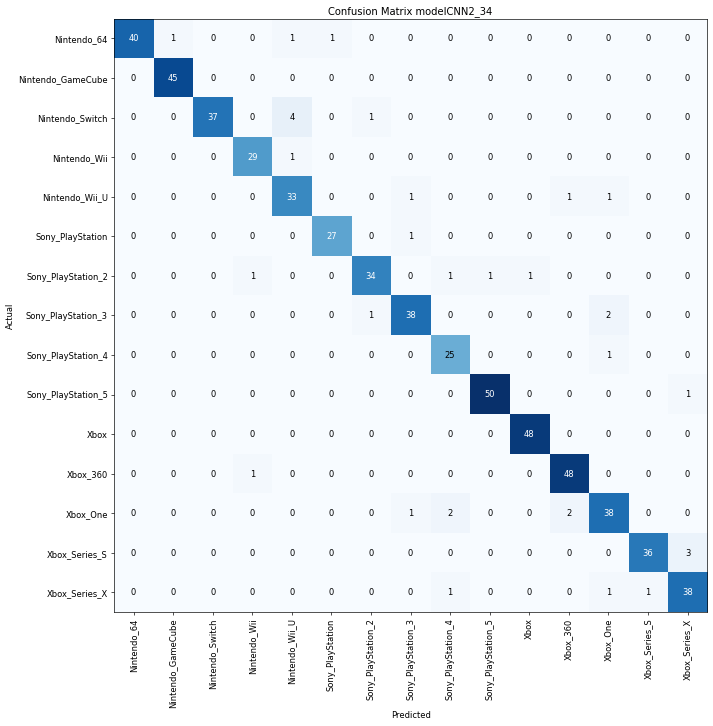 Confusion Matrix modelCNN2_34
Actual
Nintendo_64 40 1 0 0 1 1 0 0 0 0 0 0 0 0 0
Nintendo_GameCube 0 45 0 0 0 0 0 0 0 0 0 0 0 0 0
Nintendo_Switch 0 0 37 0 4 0 1 0 0 0 0 0 0 0 0
Nintendo_Wii 0 0 0 29 1 0 0 0 0 0 0 0 0 0 0
Nintendo_Wii_U 0 0 0 0 33 0 0 1 0 0 0 1 1 0 0
Sony_PlayStation 0 0 0 0 0 27 0 1 0 0 0 0 0 0 0
Sony_PlayStation_2 0 0 0 1 0 0 34 0 1 1 1 0 0 0 0
Sony_PlayStation_3 0 0 0 0 0 0 1 38 0 0 0 0 2 0 0
Sony_PlayStation_4 0 0 0 0 0 0 0 0 25 0 0 0 1 0 0
Sony_PlayStation_5 0 0 0 0 0 0 0 0 0 50 0 0 0 0 1
Xbox 0 0 0 0 0 0 0 0 0 0 48 0 0 0 0
Xbox_360 0 0 0 1 0 0 0 0 0 0 0 48 0 0 0
Xbox_One 0 0 0 0 0 0 0 1 2 0 0 2 38 0 0
Xbox_Series_S 0 0 0 0 0 0 0 0 0 0 0 0 0 36 3
Xbox_Series_X 0 0 0 0 0 0 0 0 1 0 0 0 1 1 38
Nintendo_64
Nintendo_GameCube
Nintendo_Switch
Nintendo_Wii
Nintendo_Wii_U
Sony_PlayStation
Sony_PlayStation_2
Sony_PlayStation_3
Sony_PlayStation_4
Sony_PlayStation_5
Xbox
Xbox_360
Xbox_One
Xbox_Series_S
Xbox_Series_X
Predicted